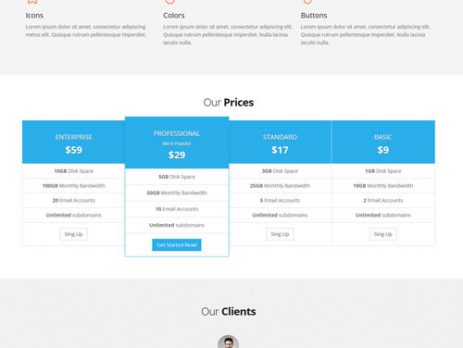 Icons
Lorem ipsum dolor sit amet, consectetur adipiscing
metus elit. Quisque rutrum pellentesque imperdiet.
Colors
Lorem ipsum dolor sit amet, consectetur adipiscing elit.
Quisque rutrum pellentesque imperdiet. Nulla lacinia
iaculis nulla.
Buttons
Lorem ipsum dolor sit amet, consectetur adipiscing elit.
Quisque rutrum pellentesque imperdiet. Nulla lacinia
iaculis nulla.
Our Prices
ENTERPRISE
$59
10GB Disk Space
100GB Monthly Bandwidth
20 Email Accounts
Unlimited subdomains
Sing Up
PROFESSIONAL
Most Popular
$29
5GB Disk Space
50GB Monthly Bandwidth
10 Email Accounts
Unlimited subdomains
Get Started Now!
STANDARD
$17
3GB Disk Space
25GB Monthly Bandwidth
5 Email Accounts
Unlimited subdomains
Sing Up
BASIC
$9
1GB Disk Space
10GB Monthly Bandwidth
2 Email Accounts
Unlimited subdomains
Sing Up
Our Clients